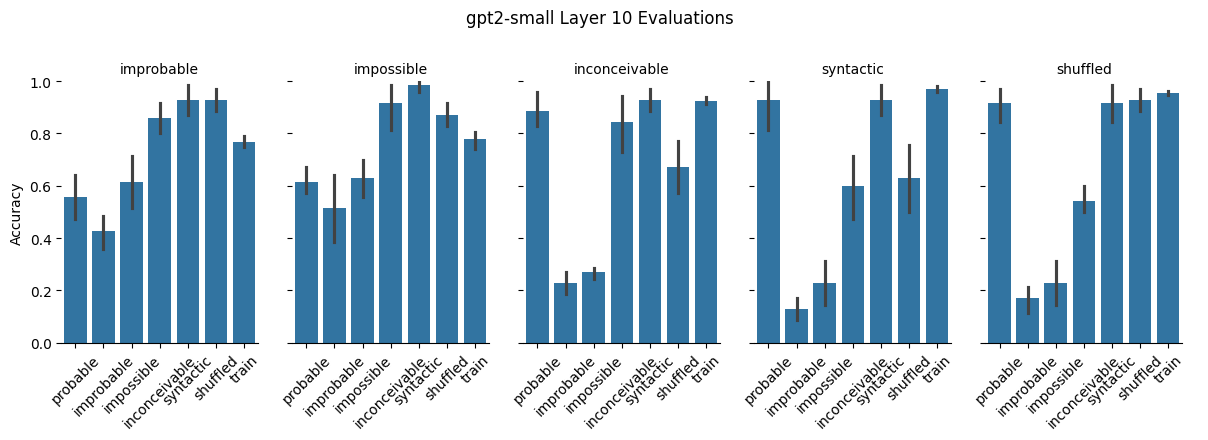 gpt2-small Layer 10 Evaluations
improbable
impossible
inconceivable
syntactic
shuffled
Accuracy
1.0
0.8
0.6
0.4
0.2
0.0
probable
improbable
impossible
inconceivable
syntactic
shuffled
train
probable
improbable
impossible
inconceivable
syntactic
shuffled
train
probable
improbable
impossible
inconceivable
syntactic
shuffled
train
probable
improbable
impossible
inconceivable
syntactic
shuffled
train
probable
improbable
impossible
inconceivable
syntactic
shuffled
train